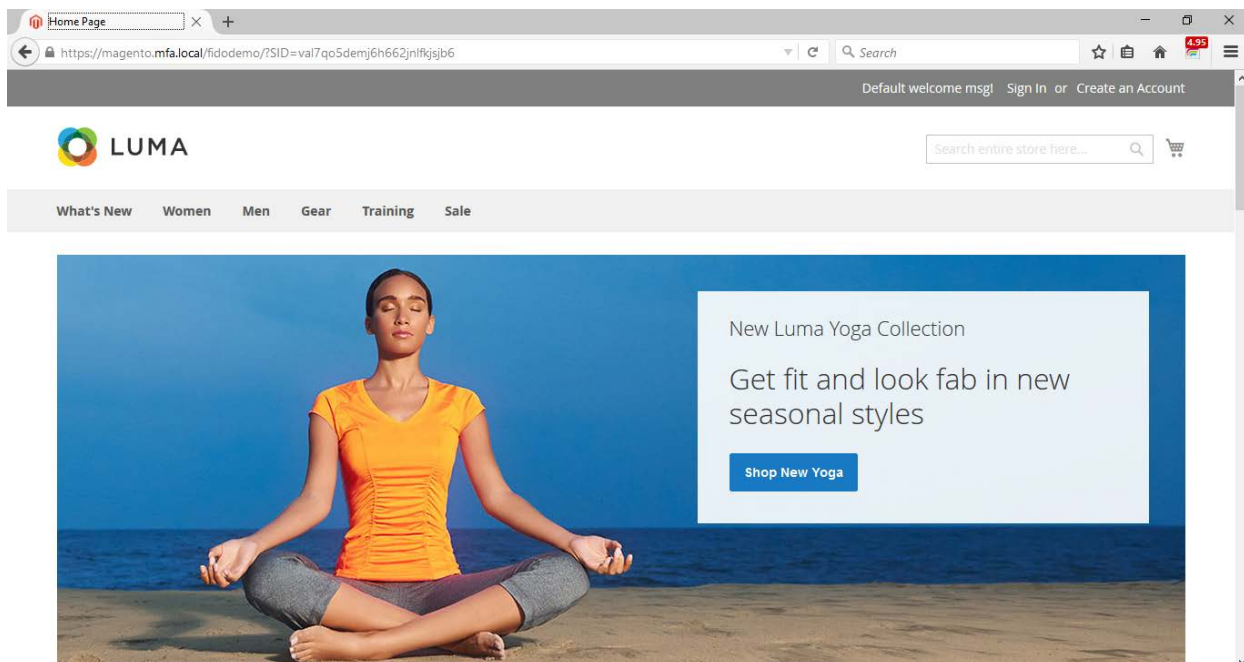 Home Page
https://magento.mfa.local/fidodemo/?SID=val7qo5demj6h662jnlfkjsjb6
Search
4.95
Default welcome msg! Sign In or Create an Account
LUMA
Search entire store here...
What's New Women Men Gear Training Sale
New Luma Yoga Collection
Get fit and look fab in new
seasonal styles
Shop New Yoga